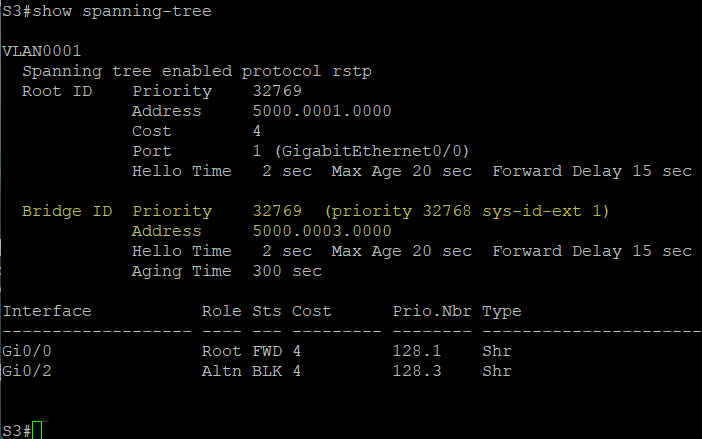 S3#show spanning-tree
VLAN0001
  Spanning tree enabled protocol rstp
  Root ID    Priority    32769
             Address     5000.0001.0000
             Cost        4
             Port        1 (GigabitEthernet0/0)
             Hello Time   2 sec  Max Age 20 sec  Forward Delay 15 sec
  Bridge ID  Priority    32769  (priority 32768 sys-id-ext 1)
             Address     5000.0003.0000
             Hello Time   2 sec  Max Age 20 sec  Forward Delay 15 sec
             Aging Time  300 sec
Interface           Role Sts Cost      Prio.Nbr Type
------------------- ---- --- --------- -------- ----------------------
Gi0/0               Root FWD 4         128.1    Shr
Gi0/2               Altn BLK 4         128.3    Shr
S3#